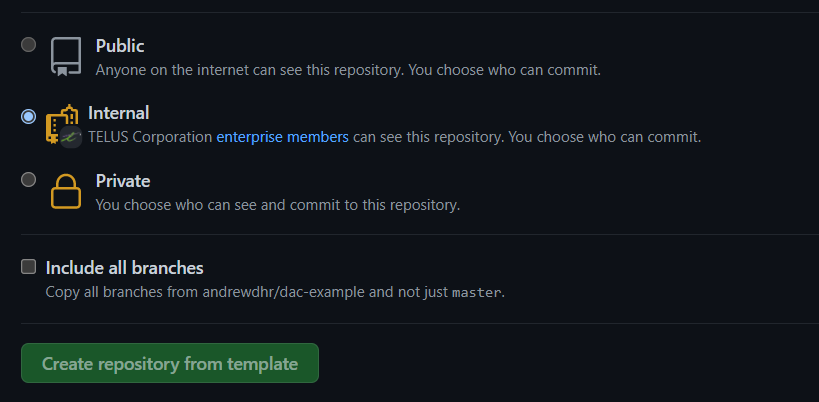 Public
Anyone on the internet can see this repository. You choose who can commit.
Internal
TELUS Corporation enterprise members can see this repository. You choose who can commit.
Private
You choose who can see and commit to this repository.
Include all branches
Copy all branches from andrewdhr/dac-example and not just master.
Create repository from template